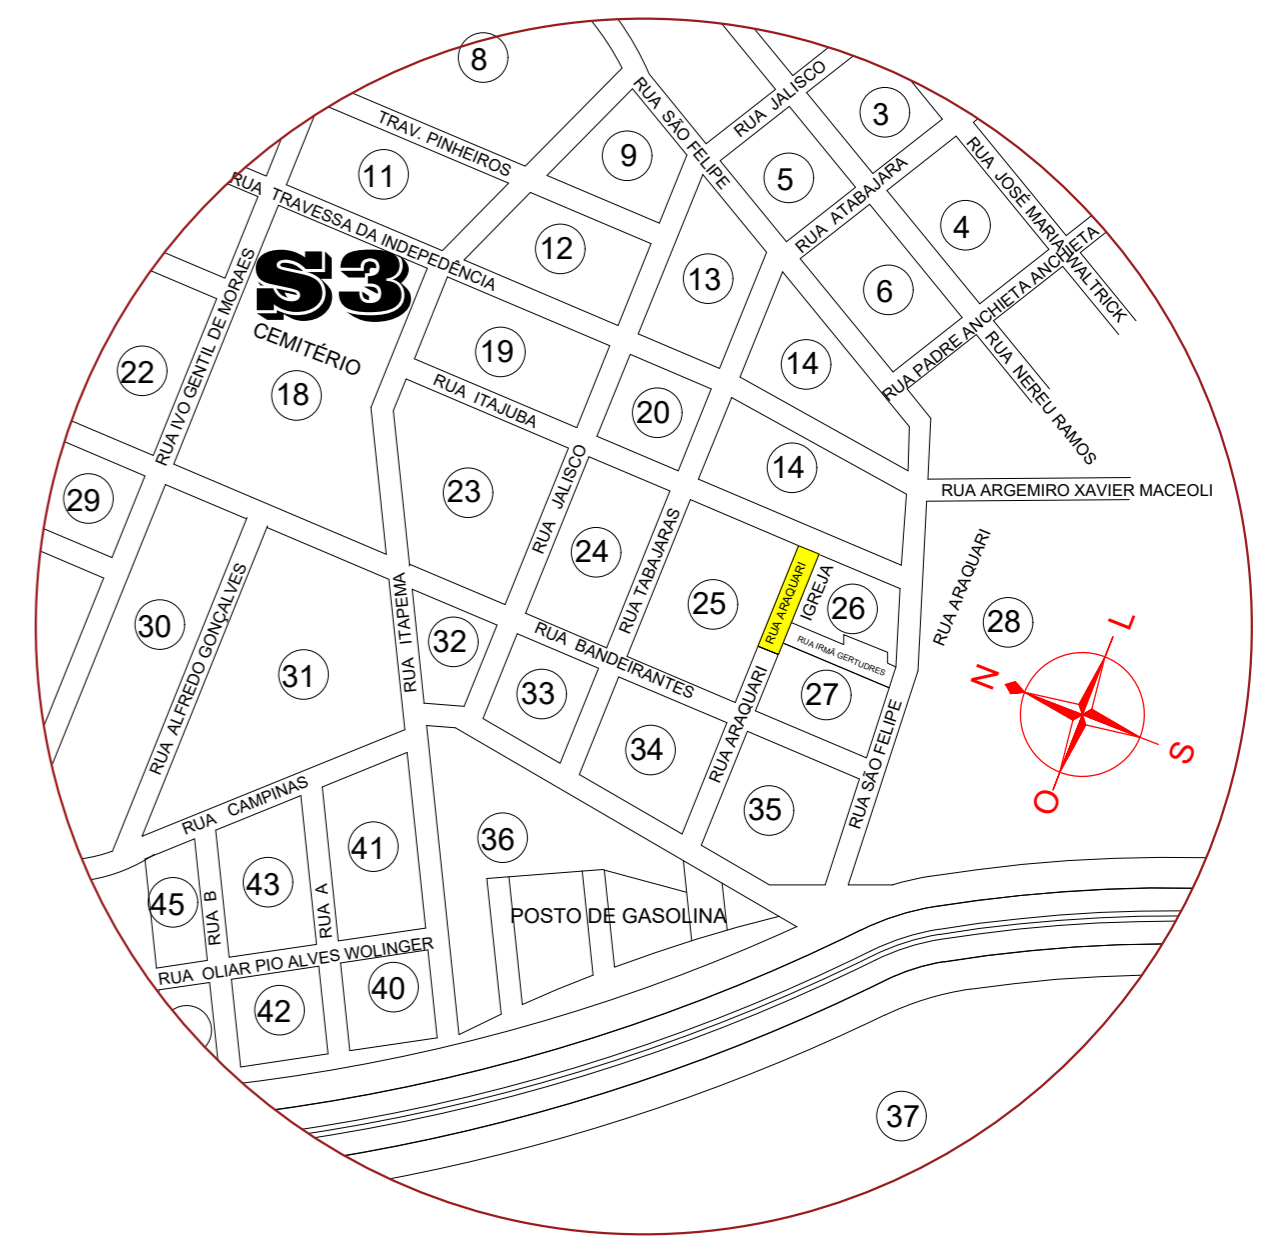 8
RUA SÃO FELIPE
RUA JALISCO
3
TRAV. PINHEIROS
9
5
RUA JOSÉ MARIA WALTRICK
11
RUA TRAVESSA DA INDEPEDÊNCIA
RUA ATABAJARA
4
12
13
6
RUA PADRE ANCHIETA ANCHIETA
S3
CEMITÉRIO
RUA IVO GENTIL DE MORAES
22
18
19
RUA ITAJUBA
20
14
RUA NEREU RAMOS
29
23
RUA JALISCO
14
RUA ARGEMIRO XAVIER MACEOLI
24
RUA TABAJARAS
25
RUA ARAQUARI
IGREJA
26
RUA ARAQUARI
28
30
RUA ALFREDO GONÇALVES
31
RUA ITAPEMA
32
RUA BANDEIRANTES
RUA IRMÃ GERTUDRES
33
27
34
RUA ARAQUARI
RUA SÃO FELIPE
35
L
N
S
O
RUA CAMPINAS
36
41
43
45
RUA B
RUA A
POSTO DE GASOLINA
RUA OLIAR PIO ALVES WOLINGER
40
42
37